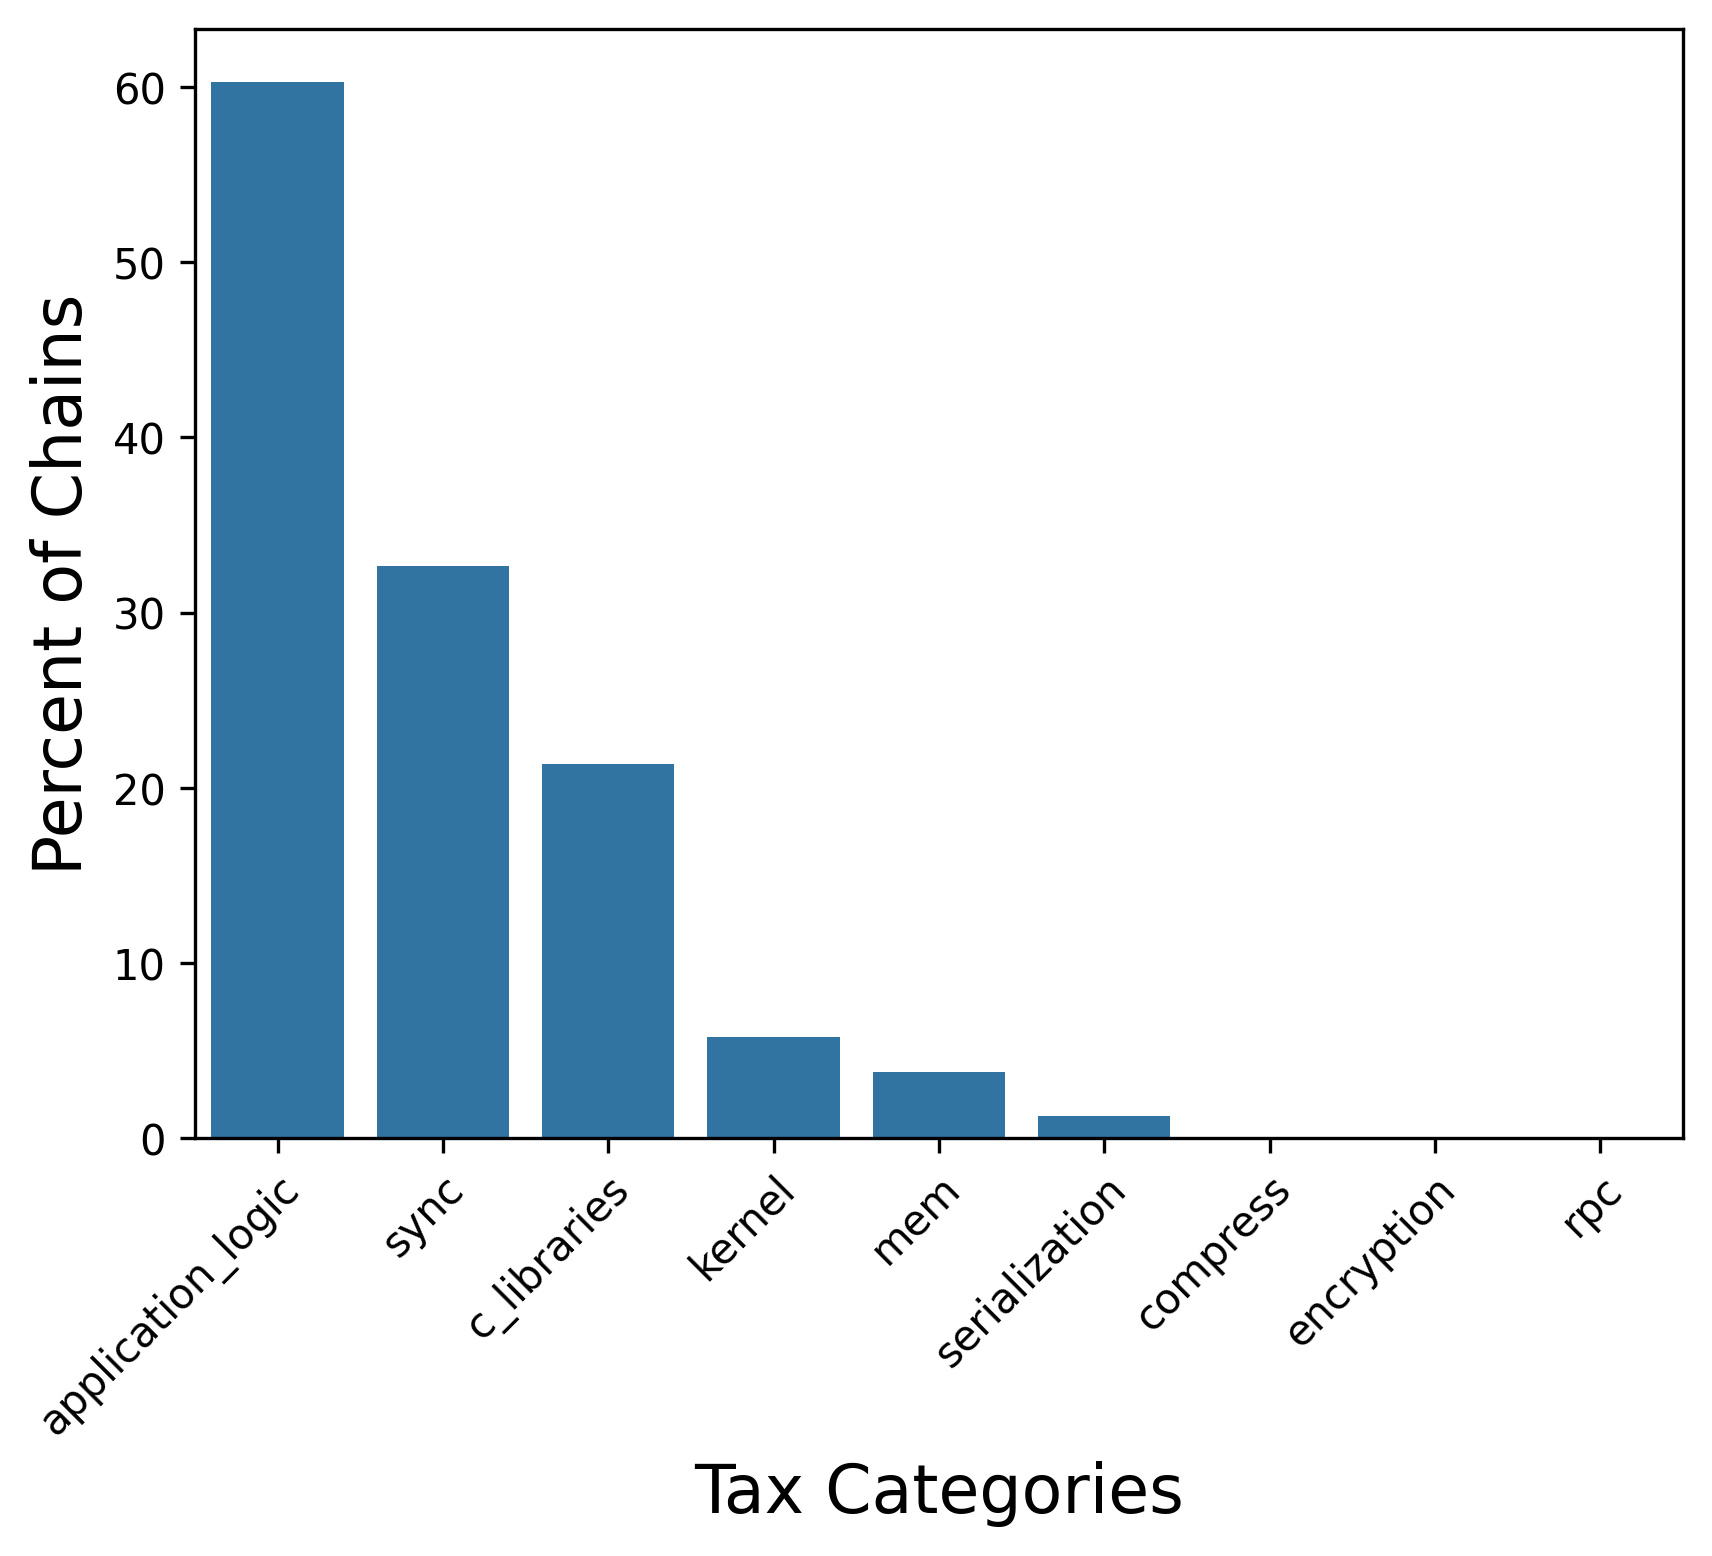 60
50
40
30
20
10
0
Percent of Chains
application_logic
sync
c_libraries
kernel
mem
serialization
compress
encryption
rpc
Tax Categories